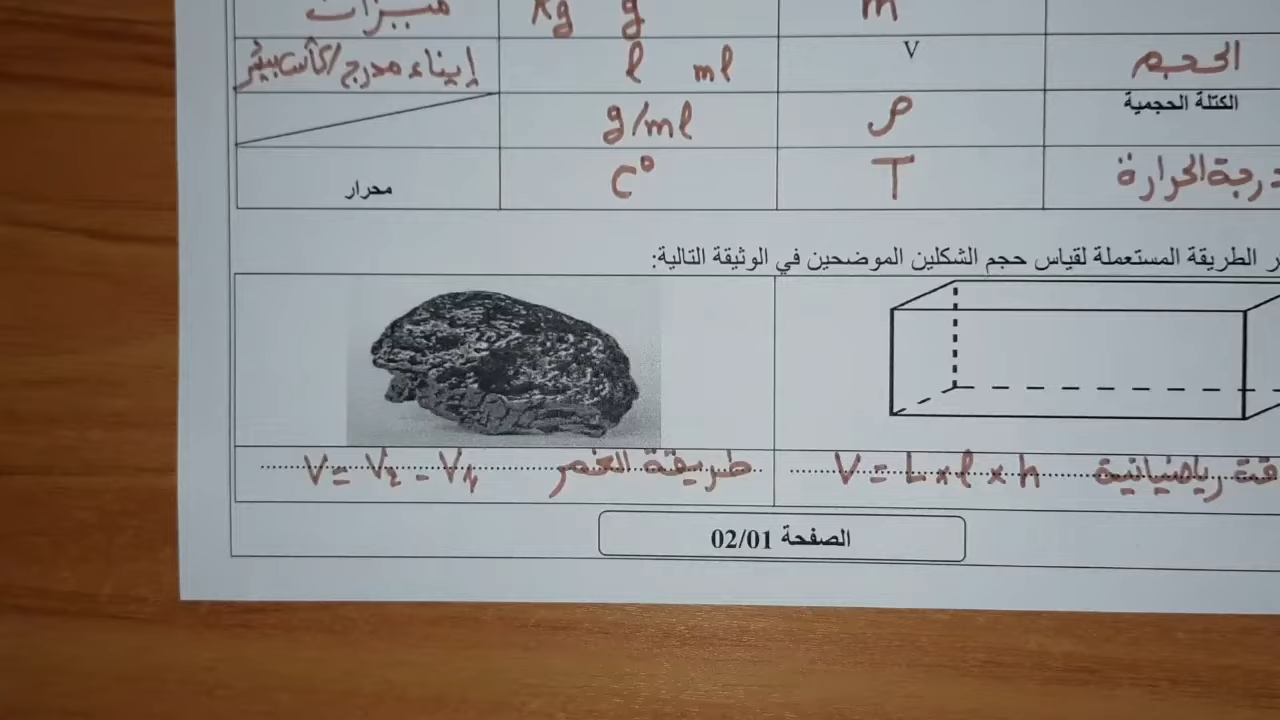 Kg g m
الحجم V l ml إيناء مدرج/كأس بيشر
الكتلة الحجمية ρ g/ml
درجة الحرارة T C° محرار
الطريقة المستعملة لقياس حجم الشكلين الموضحين في الوثيقة التالية:
رياضياتية V = L x l x h
طريقة الغمر V = V₂ - V₁
الصفحة 02/01